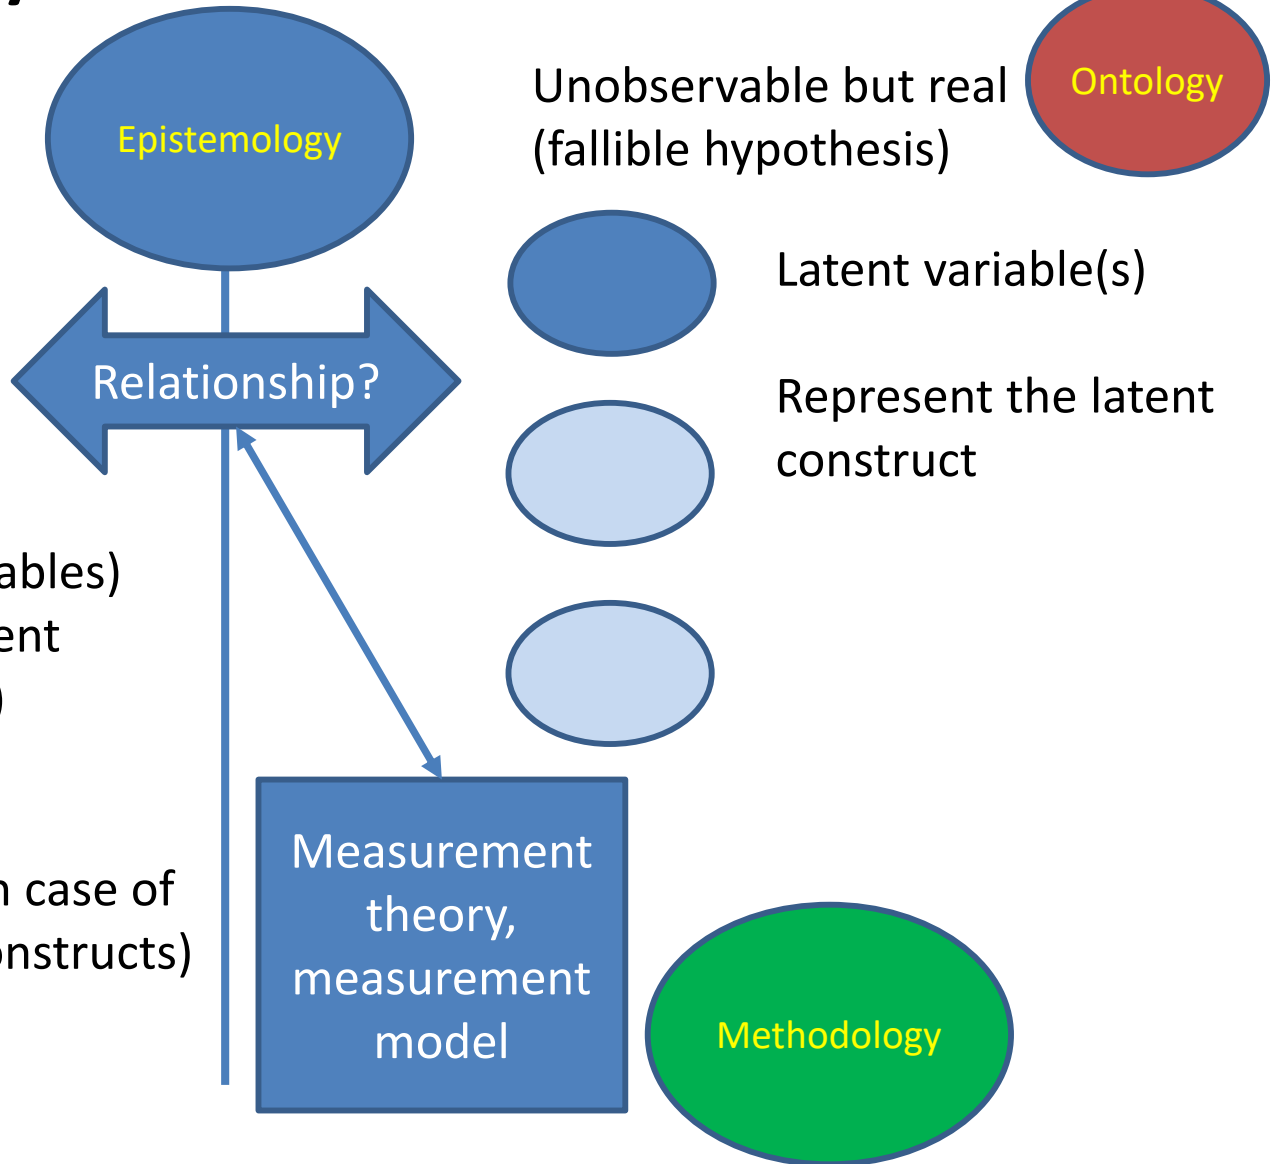 Epistemology
Unobservable but real
(fallible hypothesis)
Ontology
Latent variable(s)
Relationship?
Represent the latent
construct
ables)
ent
)
Measurement
theory,
measurement
model
n case of
onstructs)
Methodology